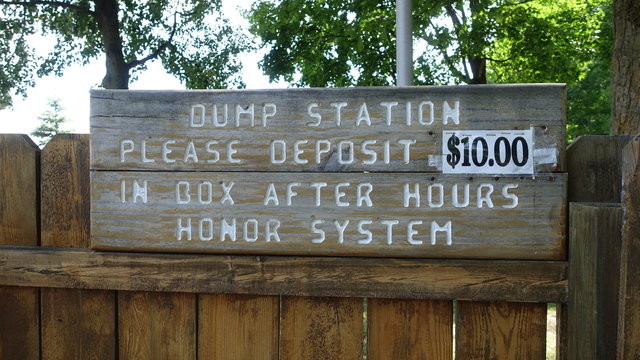 DUMP STATION
PLEASE DEPOSIT $10.00
IN BOX AFTER HOURS
HONOR SYSTEM